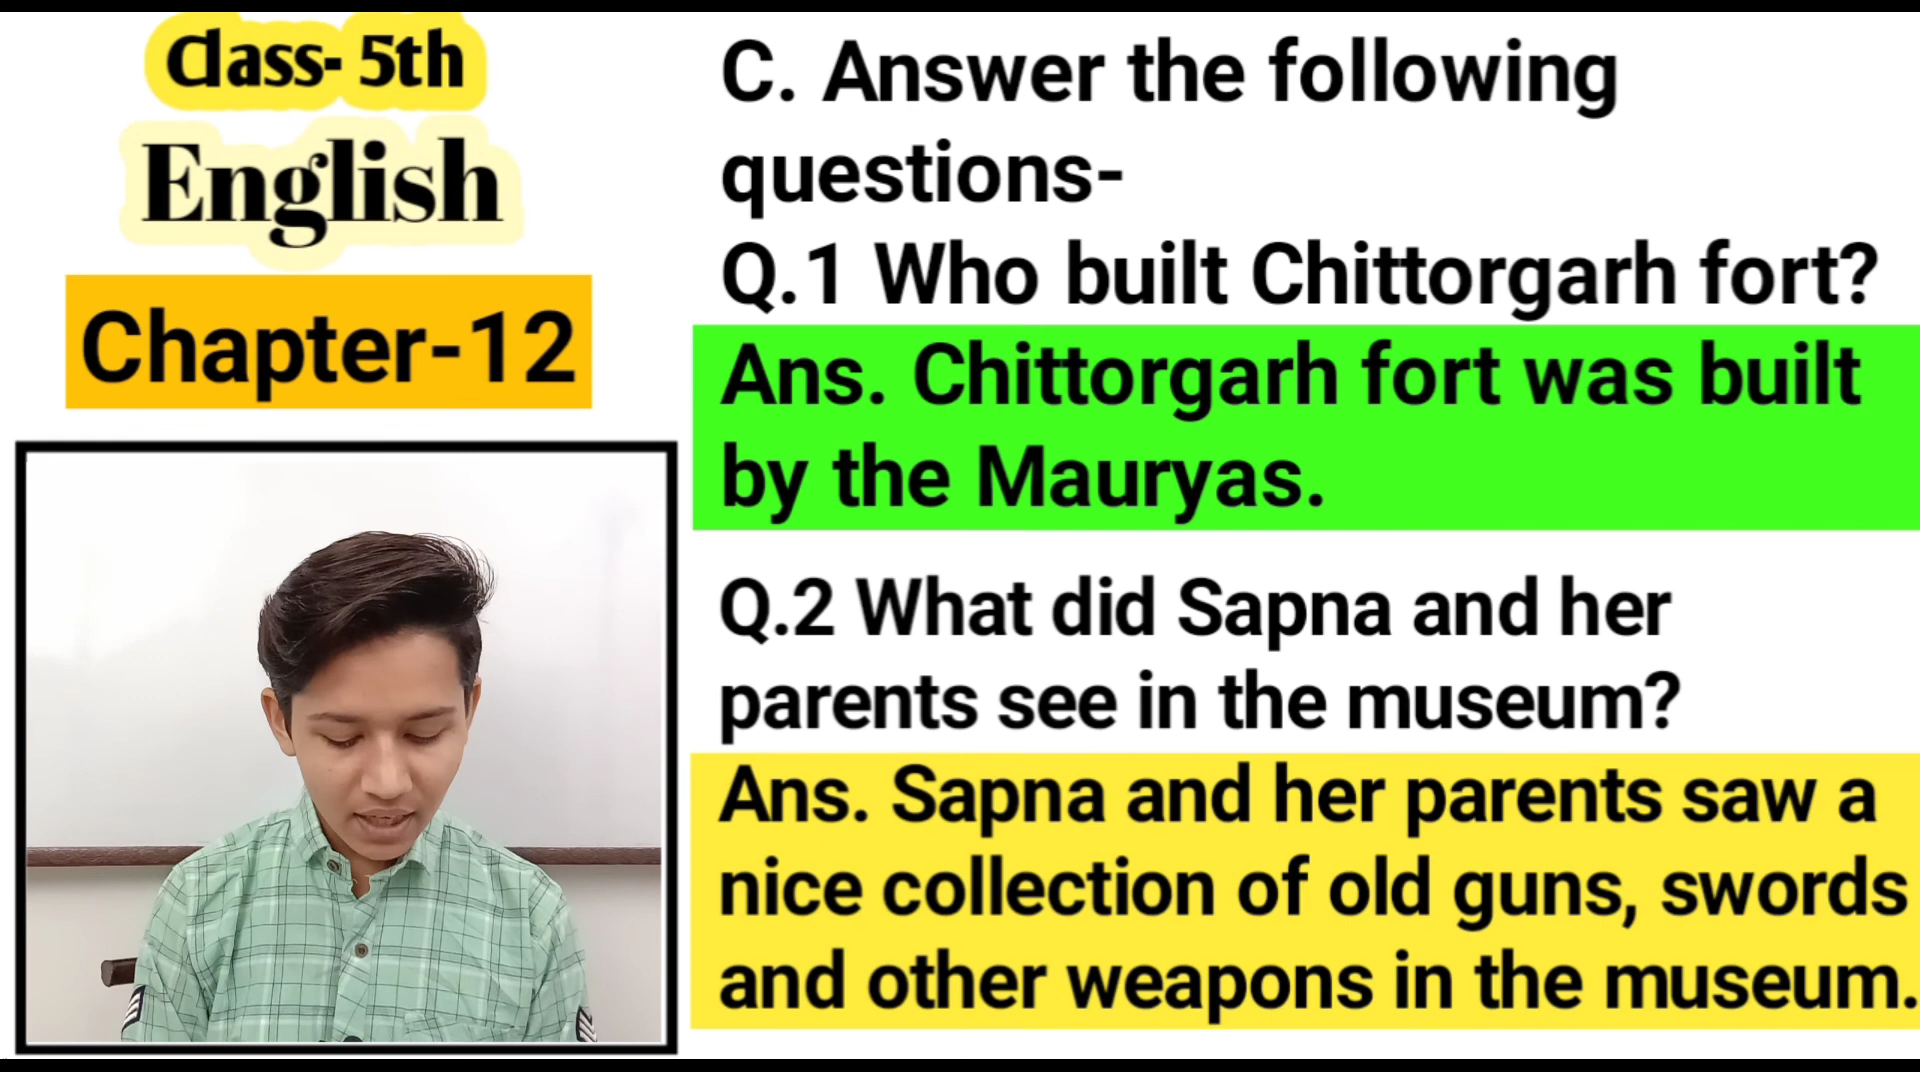 Class- 5th
English
Chapter-12
C. Answer the following
questions-
Q.1 Who built Chittorgarh fort?
Ans. Chittorgarh fort was built
by the Mauryas.
Q.2 What did Sapna and her
parents see in the museum?
Ans. Sapna and her parents saw a
nice collection of old guns, swords
and other weapons in the museum.